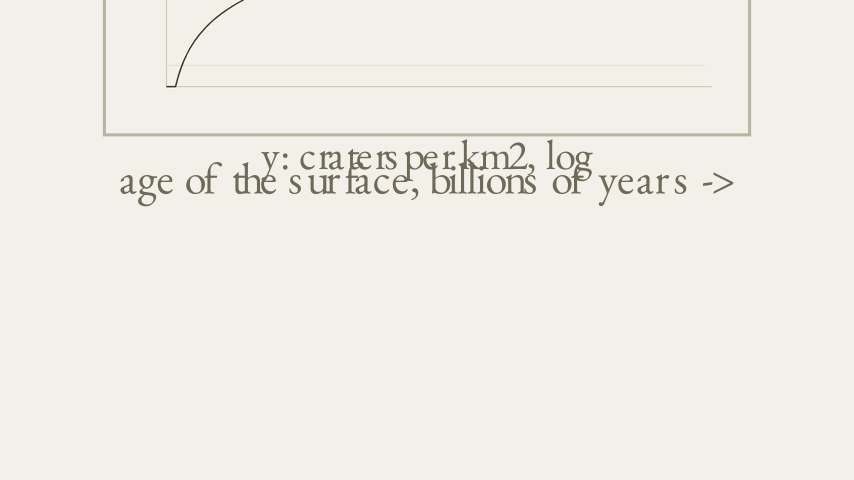 y: craters per km2, log
age of the surface, billions of years ->